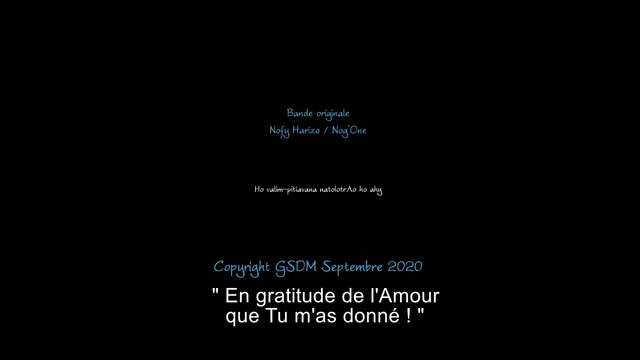 Bande originale
Nofy Harizo / Noy'One
Ho valim-pitiavana natolotrAo ho ahy
Copyright GSDM Septembre 2020
" En gratitude de l'Amour
que Tu m'as donné ! "